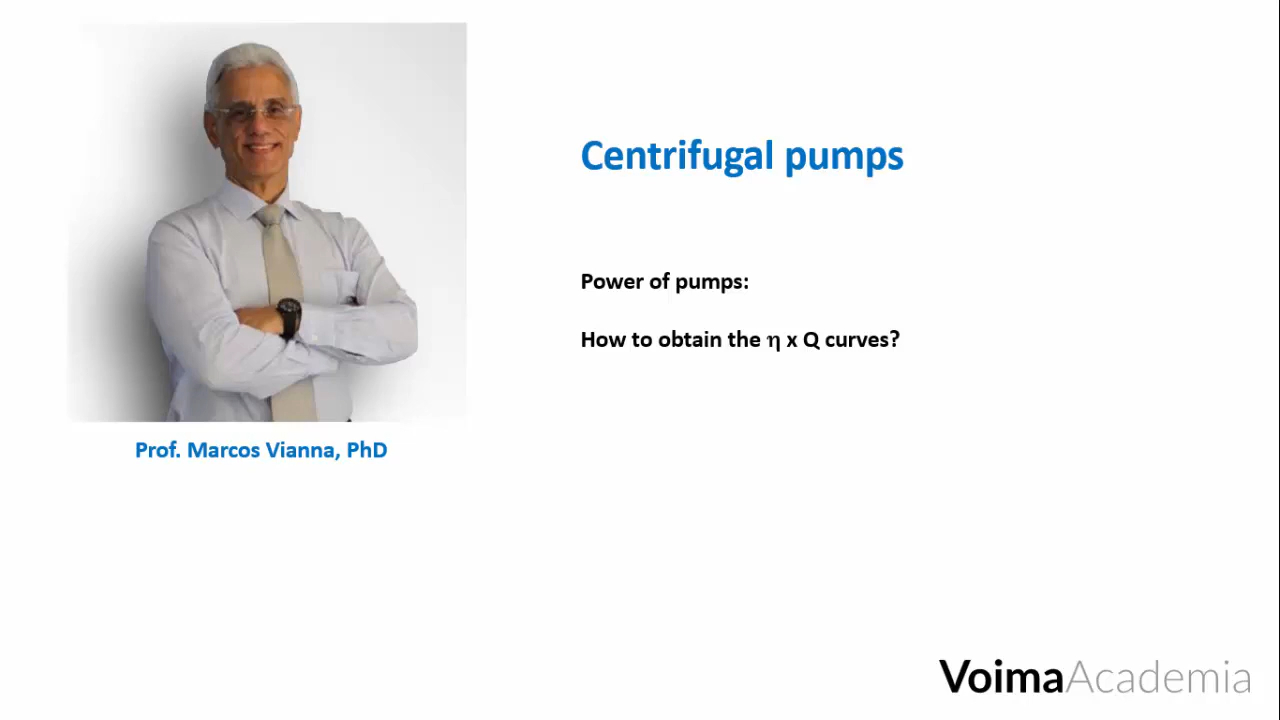 Centrifugal pumps
Power of pumps:
How to obtain the η x Q curves?
Prof. Marcos Vianna, PhD
VoimaAcademia